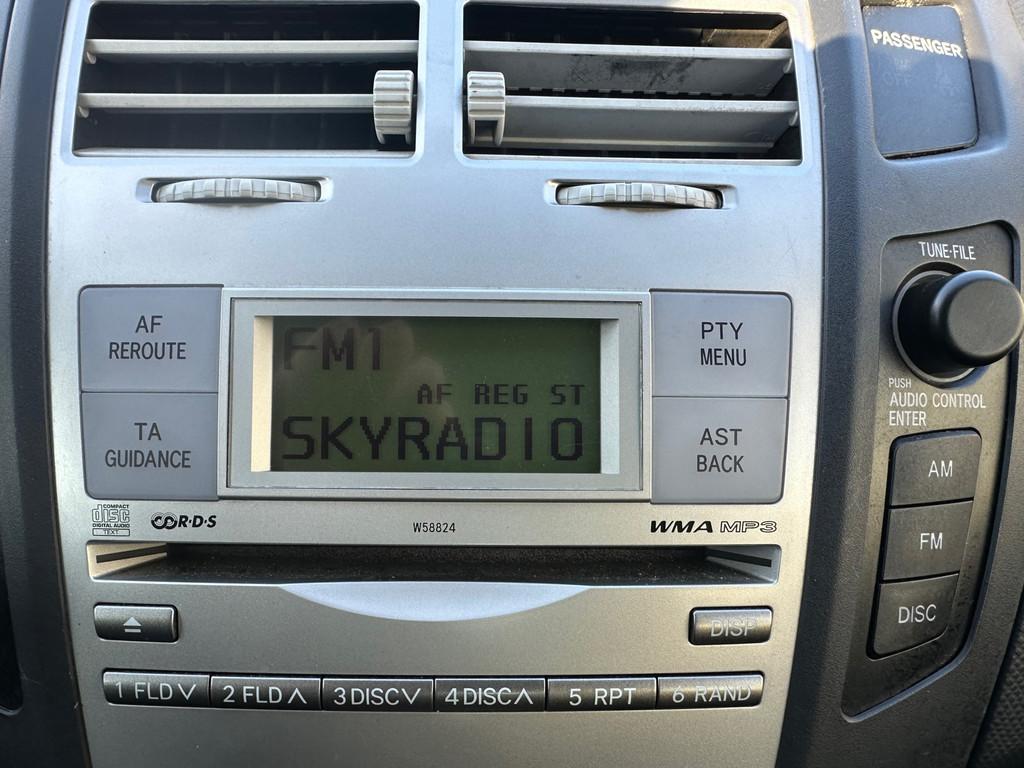 PASSENGER
TUNE·FILE
AF
REROUTE
FM1
AF REG ST
SKYRADIO
PTY
MENU
TA
GUIDANCE
AST
BACK
PUSH
AUDIO CONTROL
ENTER
AM
FM
DISC
COMPACT
disc
DIGITAL AUDIO
TEXT
R·D·S
W58824
WMA MP3
DISP
1 FLD ∨
2 FLD ∧
3 DISC ∨
4 DISC ∧
5 RPT
6 RAND